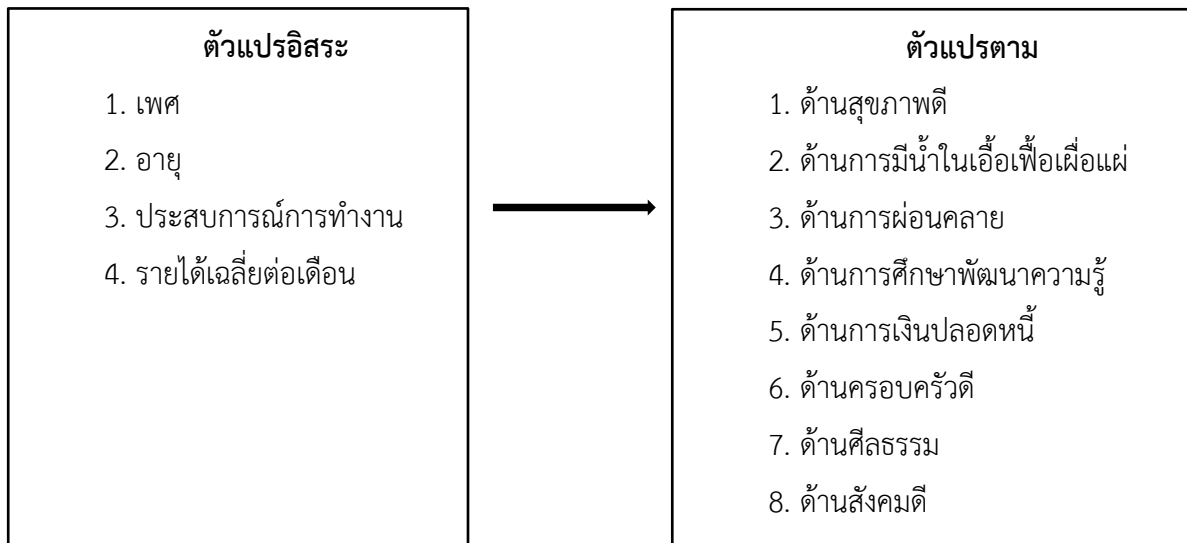 ตัวแปรอิสระ
1. เพศ
2. อายุ
3. ประสบการณ์การทำงาน
4. รายได้เฉลี่ยต่อเดือน
ตัวแปรตาม
1. ด้านสุขภาพดี
2. ด้านการมีน้ำในเอื้อเฟื้อเผื่อแผ่
3. ด้านการผ่อนคลาย
4. ด้านการศึกษาพัฒนาความรู้
5. ด้านการเงินปลอดหนี้
6. ด้านครอบครัวดี
7. ด้านศีลธรรม
8. ด้านสังคมดี